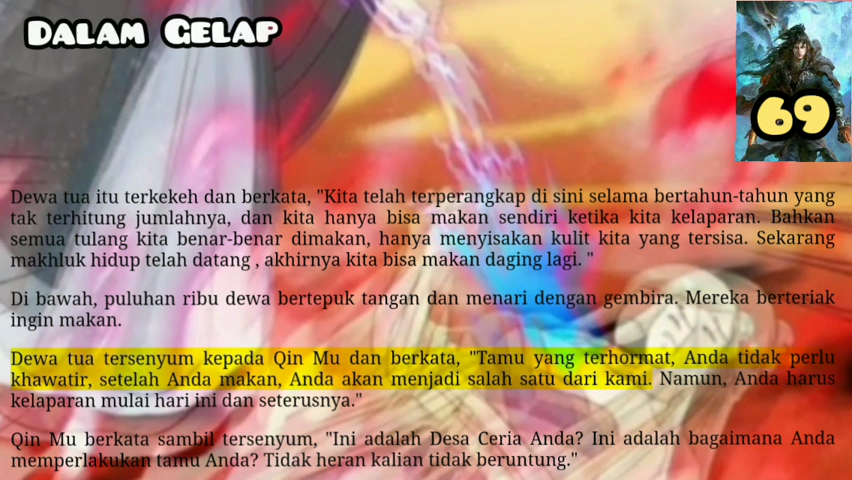 DALAM GELAP
69
Dewa tua itu terkekeh dan berkata, "Kita telah terperangkap di sini selama bertahun-tahun yang
tak terhitung jumlahnya, dan kita hanya bisa makan sendiri ketika kita kelaparan. Bahkan
semua tulang kita benar-benar dimakan, hanya menyisakan kulit kita yang tersisa. Sekarang
makhluk hidup telah datang , akhirnya kita bisa makan daging lagi. "
Di bawah, puluhan ribu dewa bertepuk tangan dan menari dengan gembira. Mereka berteriak
ingin makan.
Dewa tua tersenyum kepada Qin Mu dan berkata, "Tamu yang terhormat, Anda tidak perlu
khawatir, setelah Anda makan, Anda akan menjadi salah satu dari kami. Namun, Anda harus
kelaparan mulai hari ini dan seterusnya."
Qin Mu berkata sambil tersenyum, "Ini adalah Desa Ceria Anda? Ini adalah bagaimana Anda
memperlakukan tamu Anda? Tidak heran kalian tidak beruntung."